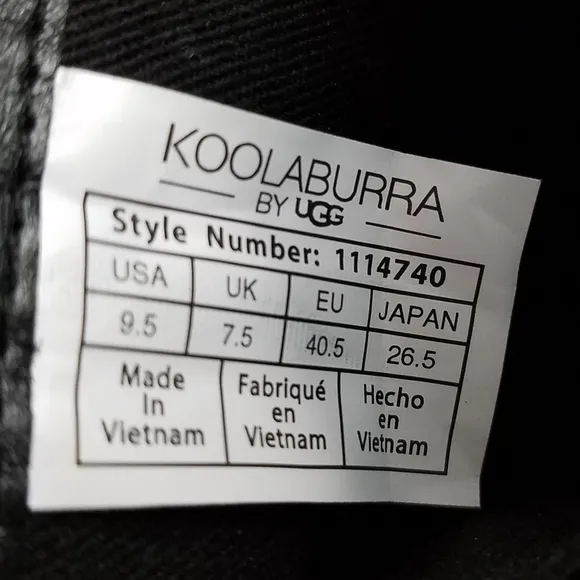 KOOLABURRA
BY UGG
Style Number: 1114740
USA UK EU JAPAN
9.5 7.5 40.5 26.5
Made In Vietnam
Fabriqué en Vietnam
Hecho en Vietnam